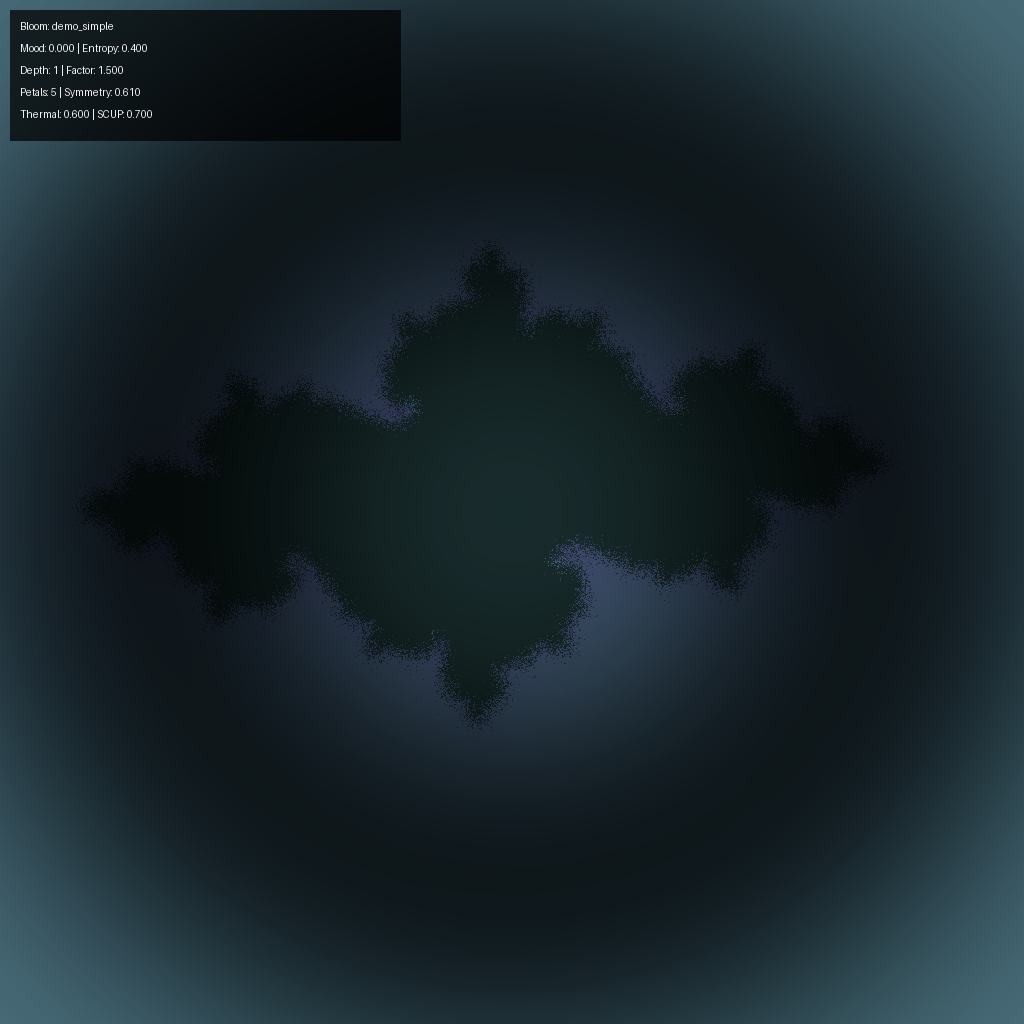 Bloom: demo_simple
Mood: 0.000 | Entropy: 0.400
Depth: 1 | Factor: 1.500
Petals: 5 | Symmetry: 0.610
Thermal: 0.600 | SCUP: 0.700